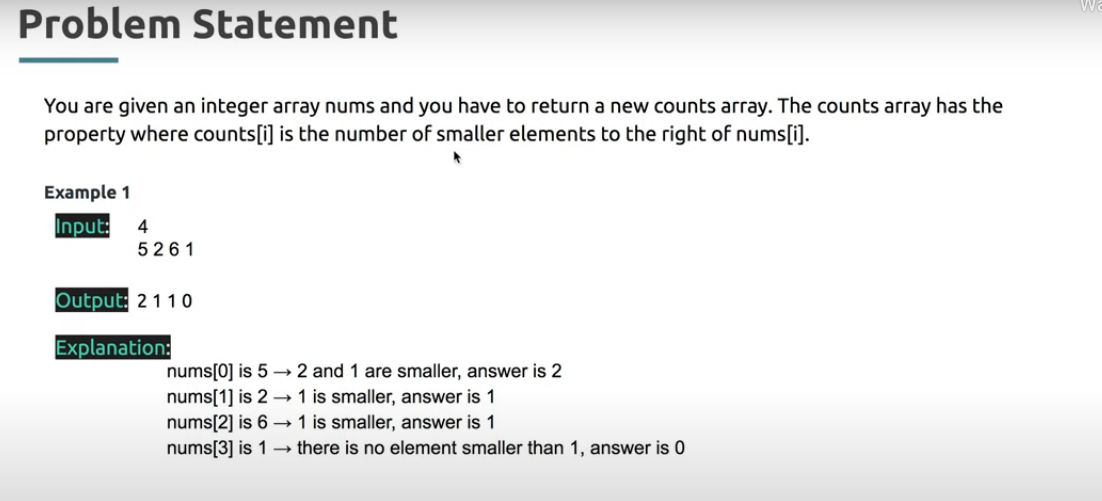 Problem Statement
You are given an integer array nums and you have to return a new counts array. The counts array has the
property where counts[i] is the number of smaller elements to the right of nums[i].
Example 1
Input: 4
5 2 6 1
Output: 2 1 1 0
Explanation:
nums[0] is 5 → 2 and 1 are smaller, answer is 2
nums[1] is 2 → 1 is smaller, answer is 1
nums[2] is 6 → 1 is smaller, answer is 1
nums[3] is 1 → there is no element smaller than 1, answer is 0